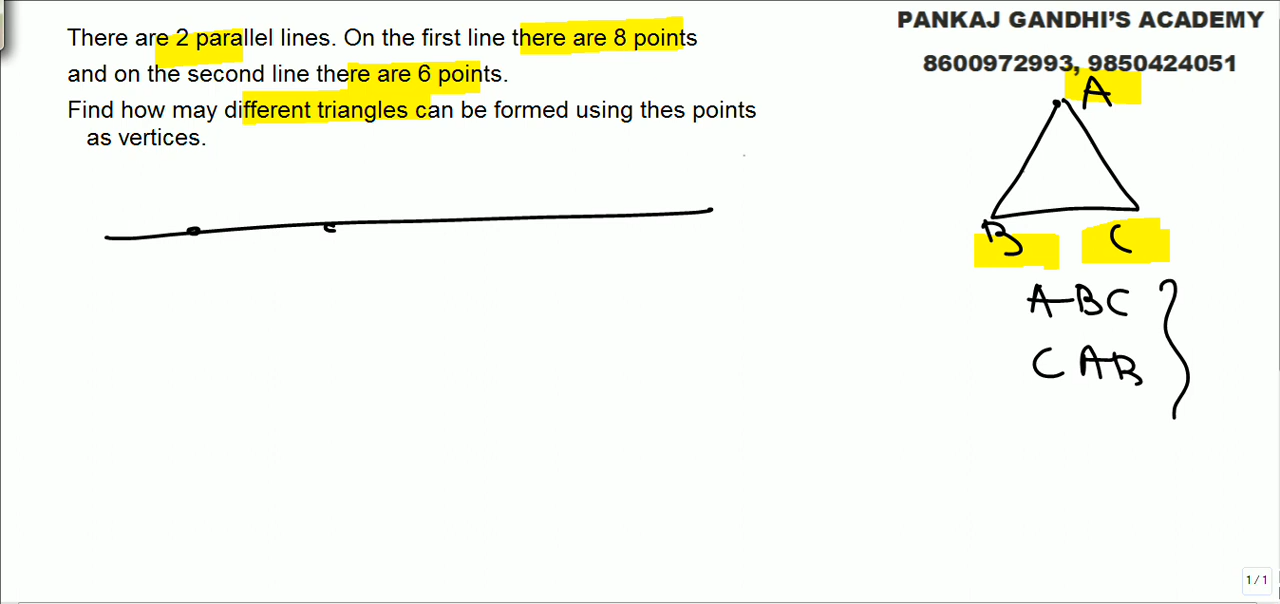 There are 2 parallel lines. On the first line there are 8 points
and on the second line there are 6 points.
Find how may different triangles can be formed using thes points
as vertices.
PANKAJ GANDHI'S ACADEMY
8600972993, 9850424051
A
B C
ABC
CAB
1 / 1